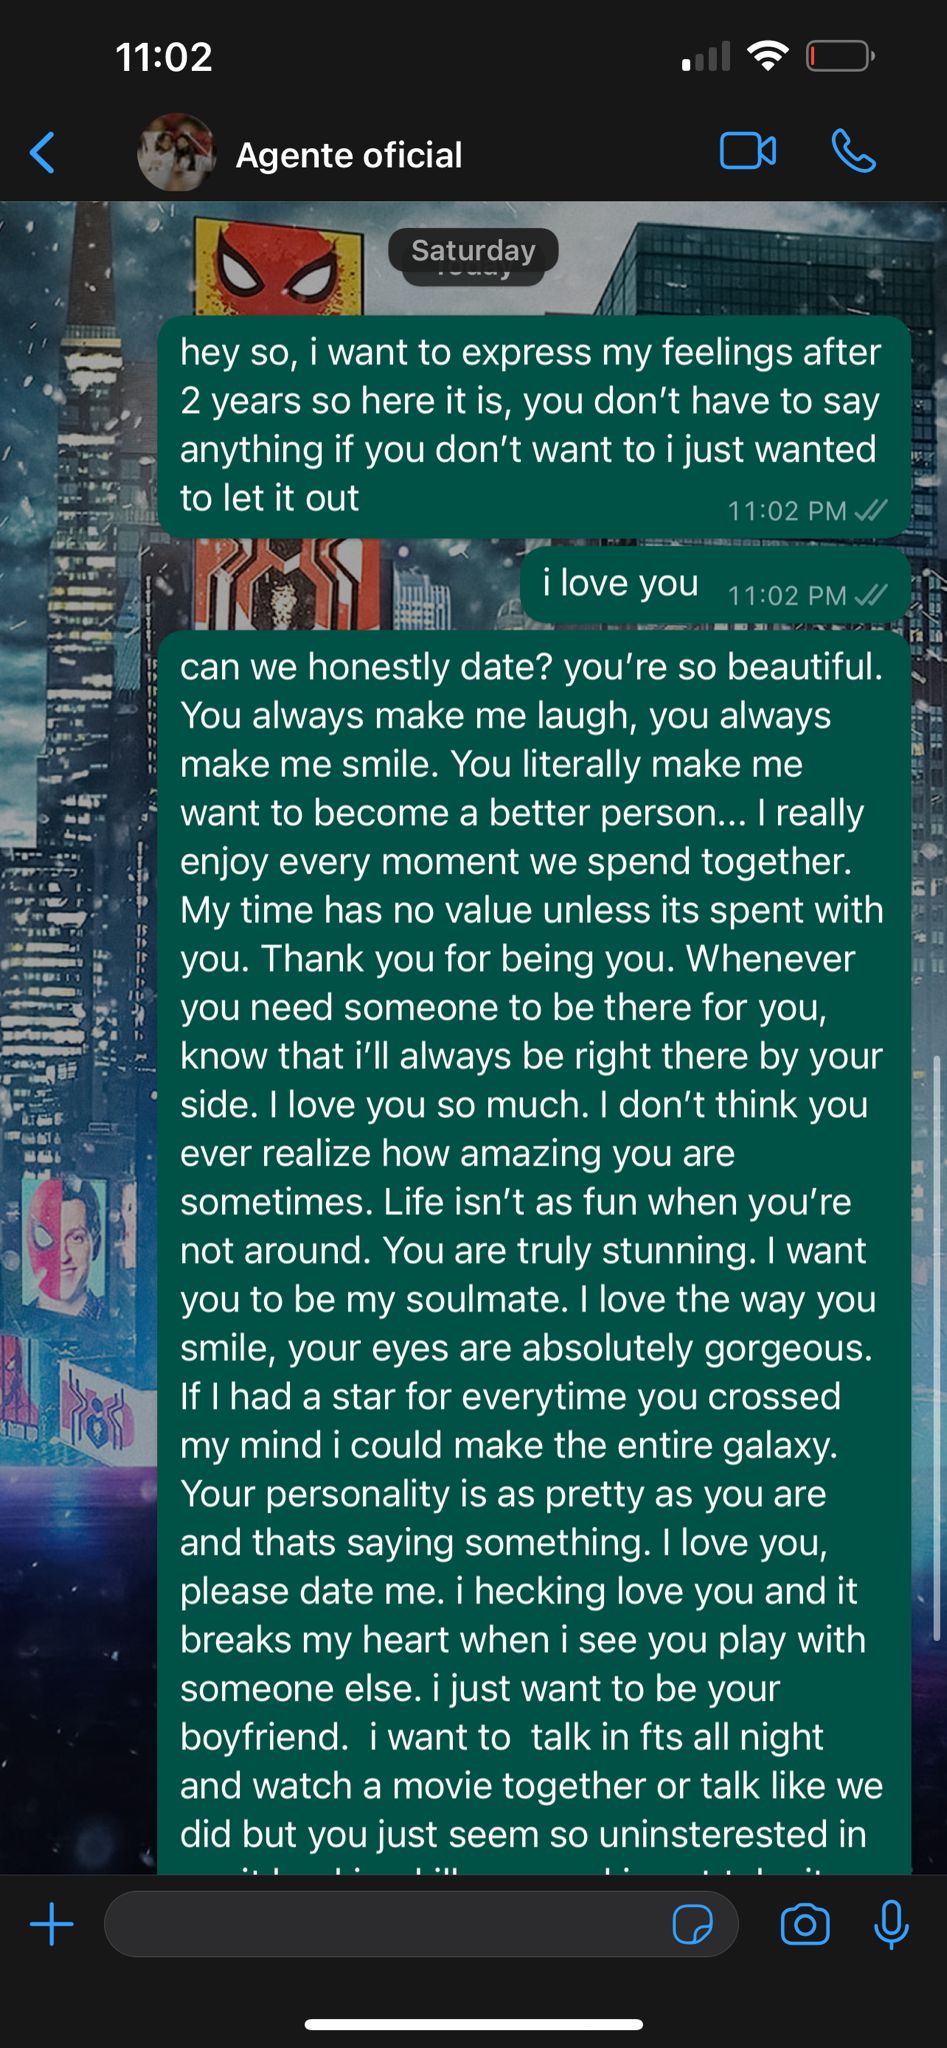 11:02
Agente oficial
Saturday
hey so, i want to express my feelings after
2 years so here it is, you don’t have to say
anything if you don’t want to i just wanted
to let it out
11:02 PM
i love you
11:02 PM
can we honestly date? you’re so beautiful.
You always make me laugh, you always
make me smile. You literally make me
want to become a better person... I really
enjoy every moment we spend together.
My time has no value unless its spent with
you. Thank you for being you. Whenever
you need someone to be there for you,
know that i’ll always be right there by your
side. I love you so much. I don’t think you
ever realize how amazing you are
sometimes. Life isn’t as fun when you’re
not around. You are truly stunning. I want
you to be my soulmate. I love the way you
smile, your eyes are absolutely gorgeous.
If I had a star for everytime you crossed
my mind i could make the entire galaxy.
Your personality is as pretty as you are
and thats saying something. I love you,
please date me. i hecking love you and it
breaks my heart when i see you play with
someone else. i just want to be your
boyfriend.  i want to  talk in fts all night
and watch a movie together or talk like we
did but you just seem so uninsterested in